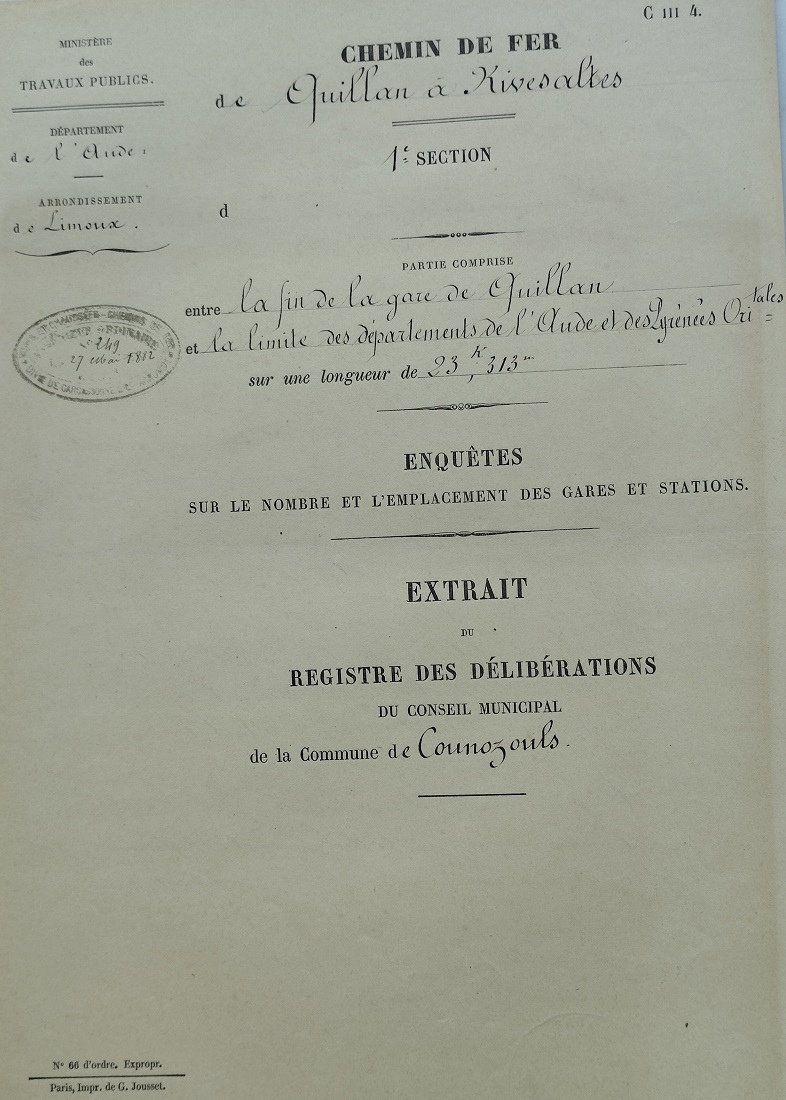 C III 4.
MINISTÈRE
des
TRAVAUX PUBLICS.
DÉPARTEMENT
de l'Aude.
ARRONDISSEMENT
de Limoux.
CHEMIN DE FER
de Quillan à Rivesaltes
1e SECTION
d
PARTIE COMPRISE
entre la fin de la gare de Quillan
et la limite des départements de l'Aude et des Pyrénées Ori=tales
sur une longueur de 23k,313m
N° 249
27
ENQUÊTES
SUR LE NOMBRE ET L'EMPLACEMENT DES GARES ET STATIONS.
EXTRAIT
DU
REGISTRE DES DÉLIBÉRATIONS
DU CONSEIL MUNICIPAL
de la Commune de Counozouls.
N° 66 d'ordre. Expropr.
Paris, Impr. de G. Jousset.